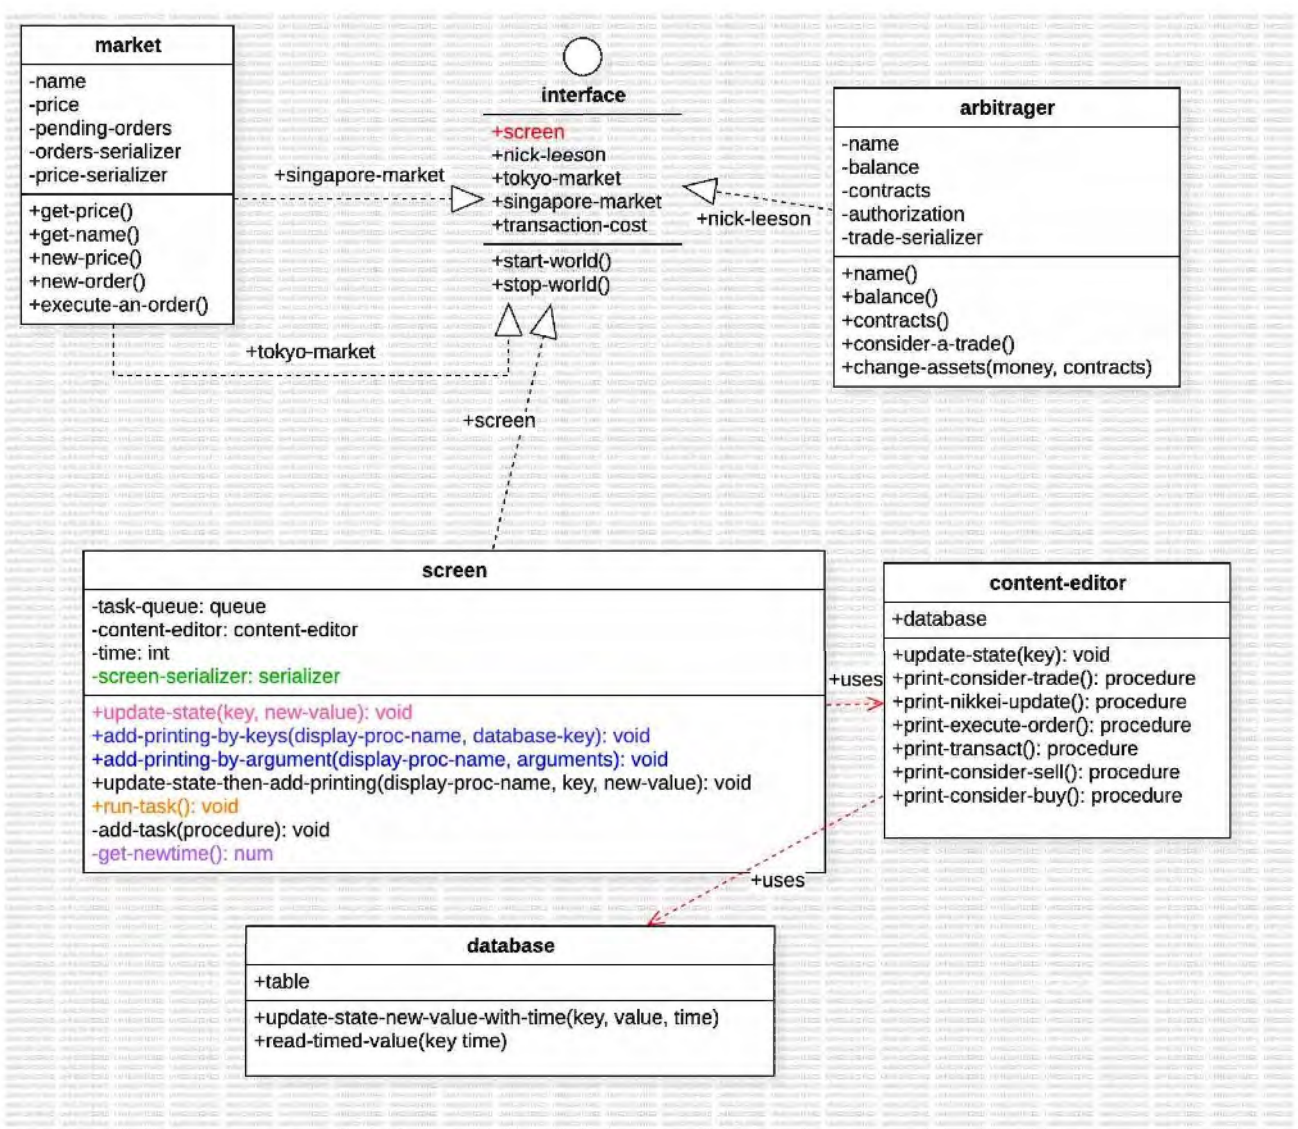 market
-name
-price
-pending-orders
-orders-serializer
-price-serializer
+get-price()
+get-name()
+new-price()
+new-order()
+execute-an-order()
+singapore-market
+tokyo-market
interface
+screen
+nick-leeson
+tokyo-market
+singapore-market
+transaction-cost
+start-world()
+stop-world()
+nick-leeson
arbitrager
-name
-balance
-contracts
-authorization
-trade-serializer
+name()
+balance()
+contracts()
+consider-a-trade()
+change-assets(money, contracts)
+screen
screen
-task-queue: queue
-content-editor: content-editor
-time: int
-screen-serializer: serializer
+update-state(key, new-value): void
+add-printing-by-keys(display-proc-name, database-key): void
+add-printing-by-argument(display-proc-name, arguments): void
+update-state-then-add-printing(display-proc-name, key, new-value): void
+run-task(): void
-add-task(procedure): void
-get-newtime(): num
+uses
content-editor
+database
+update-state(key): void
+print-consider-trade(): procedure
+print-nikkei-update(): procedure
+print-execute-order(): procedure
+print-transact(): procedure
+print-consider-sell(): procedure
+print-consider-buy(): procedure
+uses
database
+table
+update-state-new-value-with-time(key, value, time)
+read-timed-value(key time)